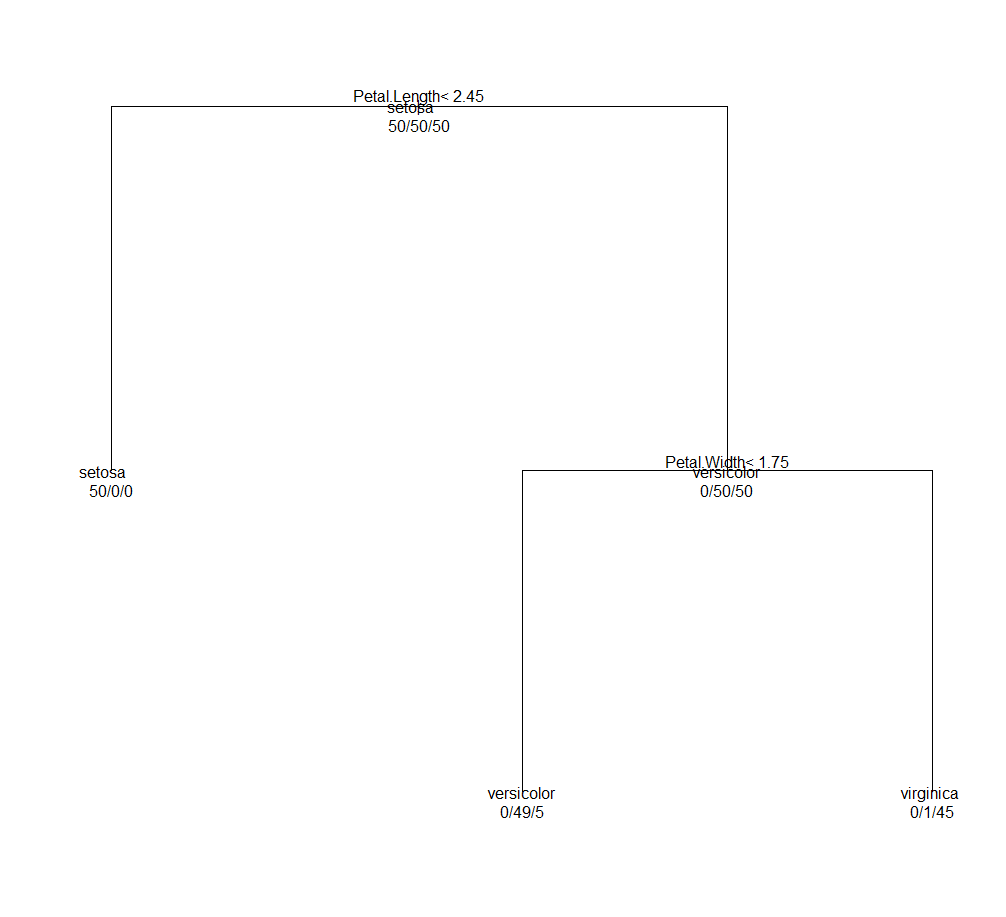 Petal.Length< 2.45
setosa
50/50/50
Petal.Width< 1.75
setosa
versicolor
50/0/0
0/50/50
versicolor
virginica
0/49/5
0/1/45